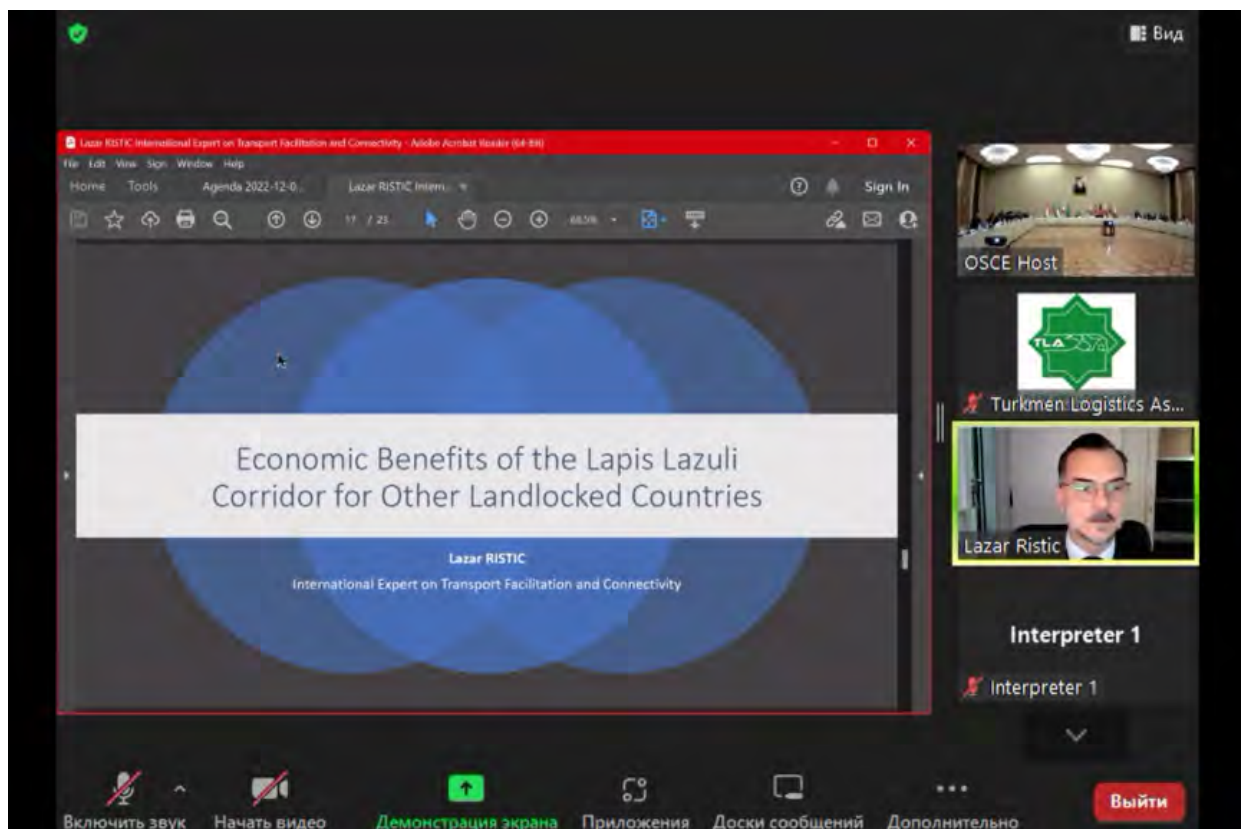 Вид
Lazar RISTIC International Expert on Transport Facilitation and Connectivity - Adobe Acrobat Reader (64-bit)
File Edit View Sign Window Help
Home Tools Agenda 2022-12-0... Lazar RISTIC Intern... Sign In
/ 25 68.5%
OSCE Host
TLA
Turkmen Logistics As...
Economic Benefits of the Lapis Lazuli
Corridor for Other Landlocked Countries
Lazar RISTIC
International Expert on Transport Facilitation and Connectivity
Lazar Ristic
Interpreter 1
Interpreter 1
Включить звук Начать видео Демонстрация экрана Приложения Доски сообщений Дополнительно Выйти